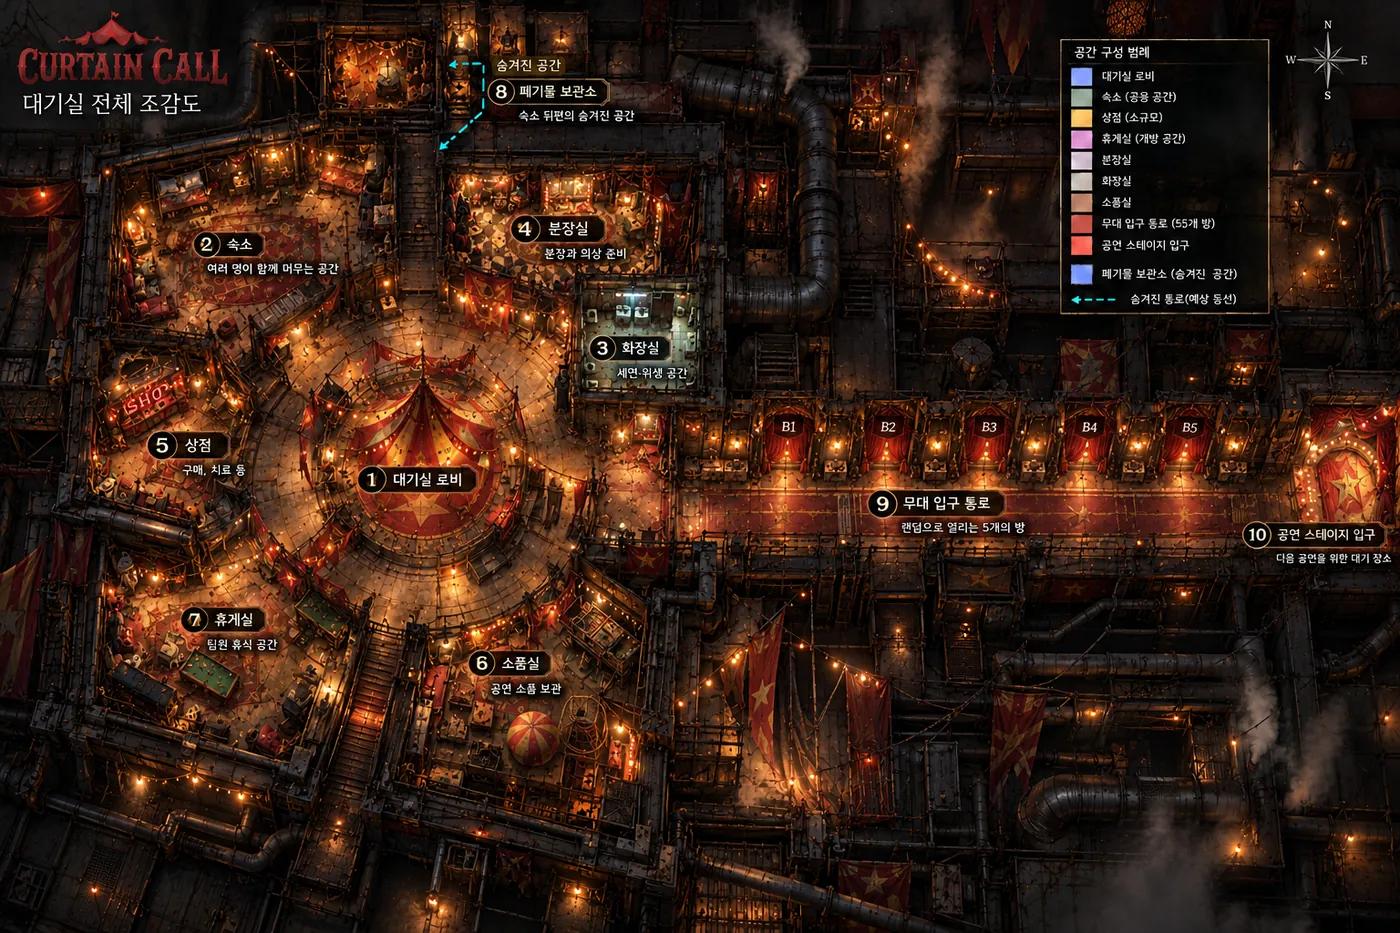 CURTAIN CALL
대기실 전체 조감도
숨겨진 공간
8 폐기물 보관소
숙소 뒤편의 숨겨진 공간
N
W E
S
공간 구성 범례
대기실 로비
숙소 (공용 공간)
상점 (소규모)
휴게실 (개방 공간)
분장실
화장실
소품실
무대 입구 통로 (55개 방)
공연 스테이지 입구
폐기물 보관소 (숨겨진 공간)
숨겨진 통로(예상 동선)
2 숙소
여러 명이 함께 머무는 공간
4 분장실
분장과 의상 준비
3 화장실
세면·위생 공간
SHOW
5 상점
구매, 치료 등
1 대기실 로비
B1
B2
B3
B4
B5
9 무대 입구 통로
랜덤으로 열리는 5개의 방
10 공연 스테이지 입구
다음 공연을 위한 대기 장소
7 휴게실
팀원 휴식 공간
6 소품실
공연 소품 보관